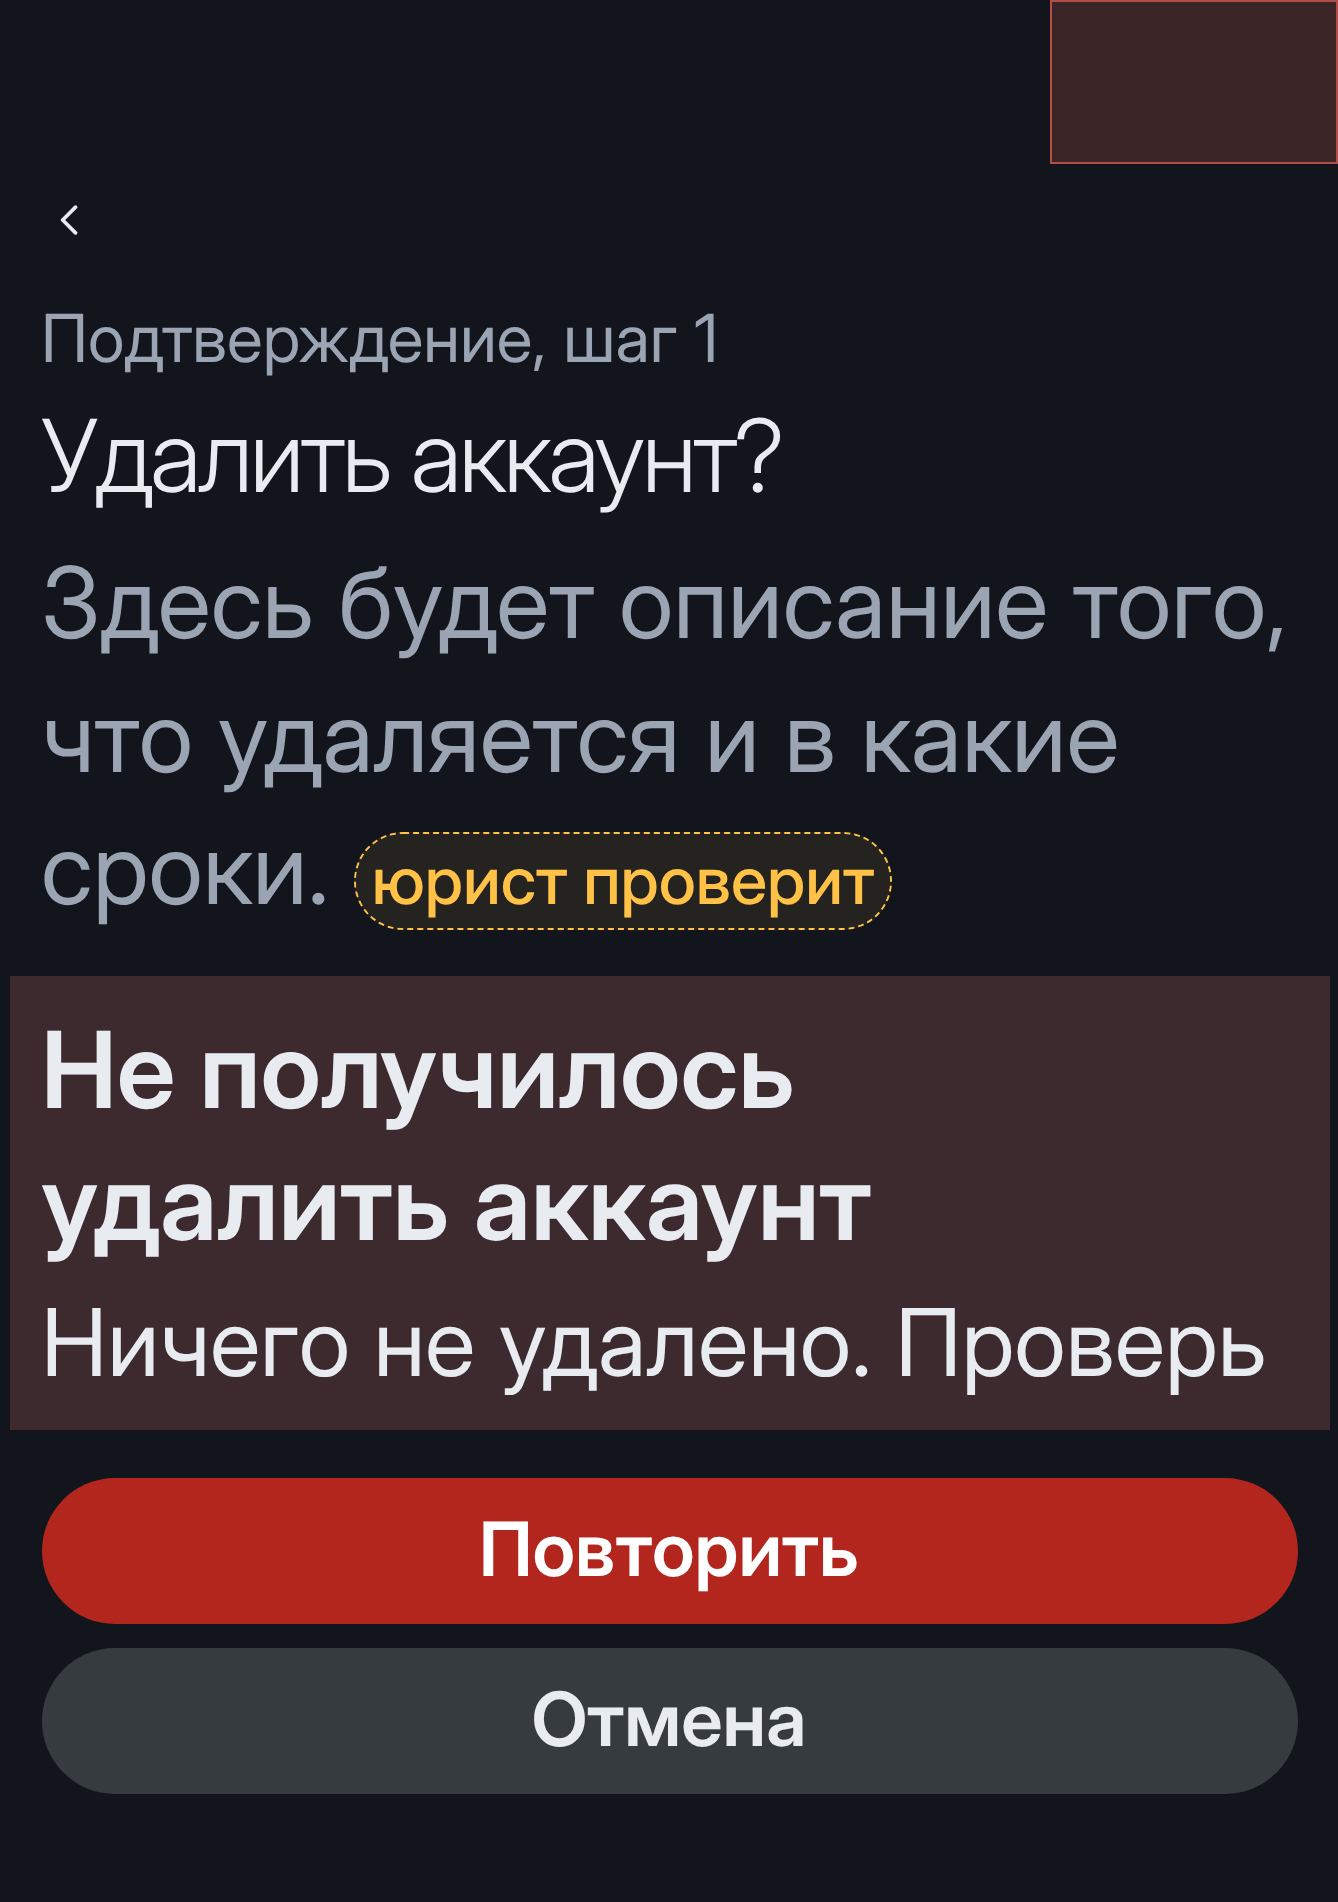 Подтверждение, шаг 1
Удалить аккаунт?
Здесь будет описание того,
что удаляется и в какие
сроки. юрист проверит
Не получилось
удалить аккаунт
Ничего не удалено. Проверь
Повторить
Отмена